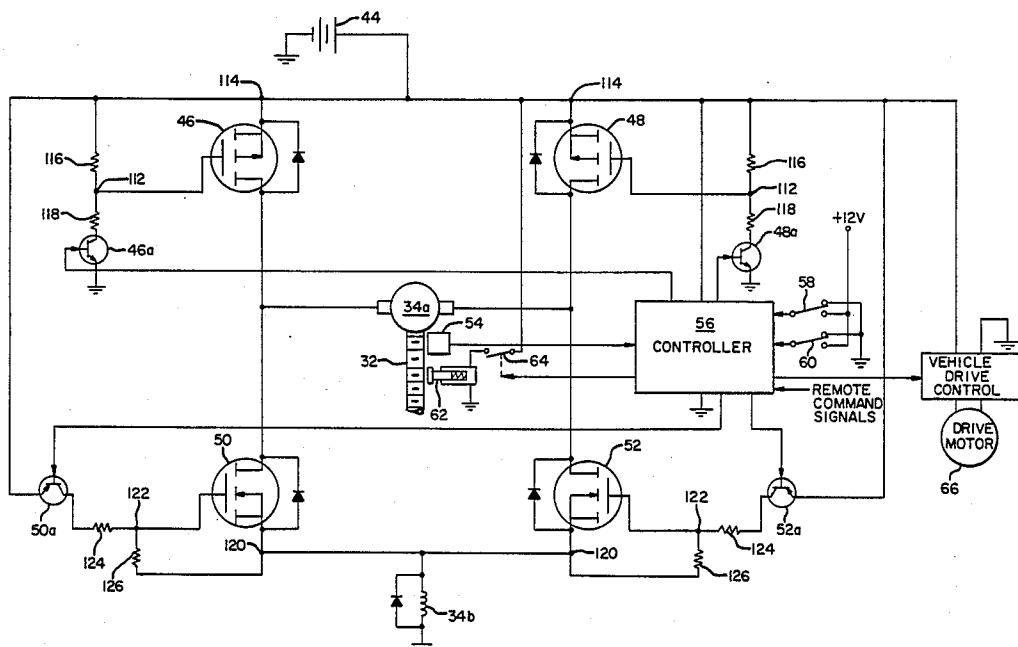 44
114
114
46
48
116
112
116
112
118
118
46a
48a
+12V
34a
54
58
56
CONTROLLER
60
32
64
62
VEHICLE
DRIVE
CONTROL
REMOTE
COMMAND
SIGNALS
DRIVE
MOTOR
66
50
52
50a
122
122
52a
124
124
126
120
120
126
34b